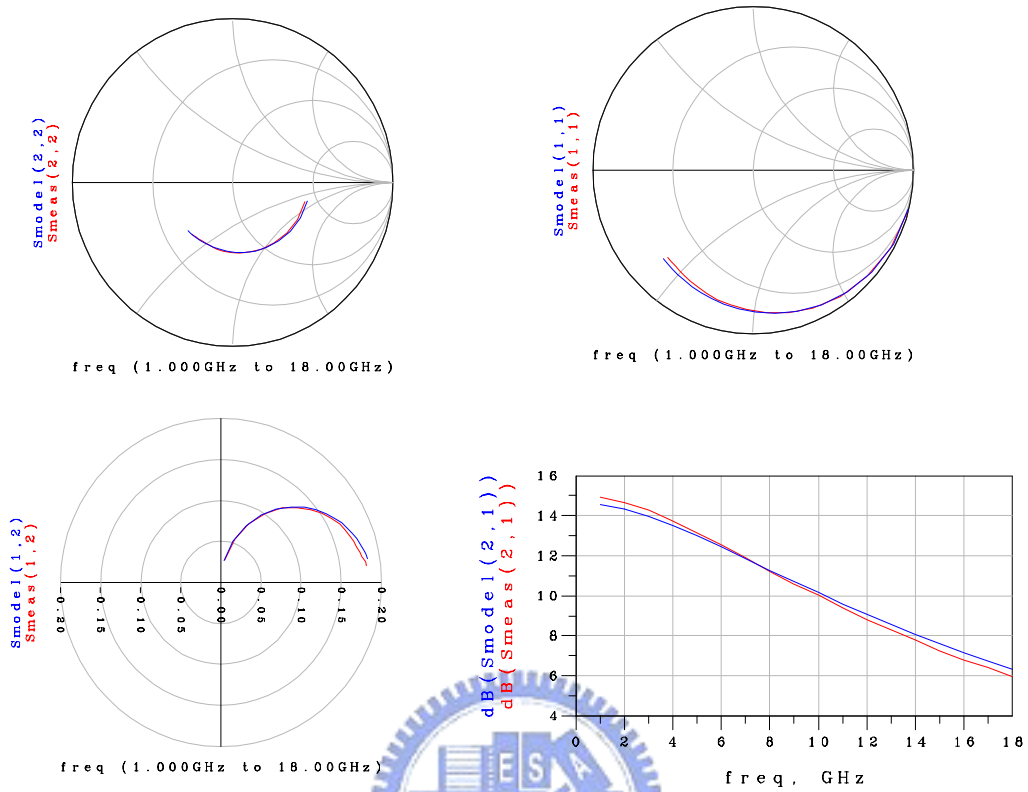 Smodel(2,2)
Smeas(2,2)
freq (1.000GHz to 18.00GHz)
Smodel(1,1)
Smeas(1,1)
freq (1.000GHz to 18.00GHz)
Smodel(1,2)
Smeas(1,2)
-0.20
-0.15
-0.10
-0.05
0.00
0.05
0.10
0.15
0.20
freq (1.000GHz to 18.00GHz)
dB(Smodel(2,1))
dB(Smeas(2,1))
16
14
12
10
8
6
4
0 2 4 6 8 10 12 14 16 18
freq, GHz
ESA